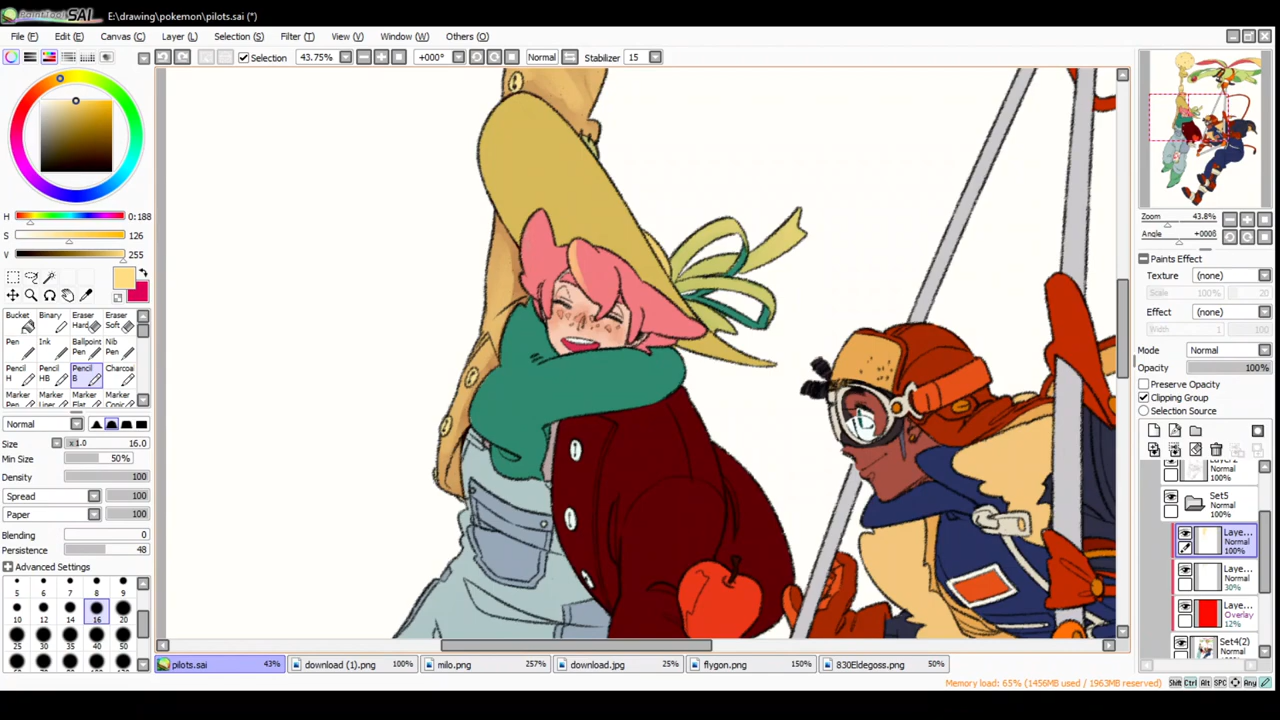 PaintTool SAI E:\drawing\pokemon\pilots.sai (*)
File (F) Edit (E) Canvas (C) Layer (L) Selection (S) Filter (T) View (V) Window (W) Others (O)
Selection 43.75% +000° Normal Stabilizer 15
H 0:188
S 126
V 255
Bucket Binary Eraser Hard Eraser Soft
Pen Ink Ballpoint Pen Nib Pen
Pencil H Pencil HB Pencil B Charcoal
Marker Pen Marker Marker Flat Marker
Normal
Size x 1.0 16.0
Min Size 50%
Density 100
Spread 100
Paper 100
Blending 0
Persistence 48
Advanced Settings
5 6 7 8 9
10 12 14 16 20
25 30 35 40 50
Zoom 43.8%
Angle +000θ
Paints Effect
Texture (none)
Scale 100% 20
Effect (none)
Width 1 100
Mode Normal
Opacity 100%
Preserve Opacity
Clipping Group
Selection Source
Normal
100%
Set5
Normal
100%
Laye...
Normal
100%
Laye...
Normal
30%
Laye...
Overlay
12%
Set4(2)
Normal
pilots.sai 43% download (1).png 100% milo.png 257% download.jpg 25% flygon.png 150% 830Eldegoss.png 50%
Memory load: 65% (1456MB used / 1963MB reserved) Shift Ctrl Alt SPC Any